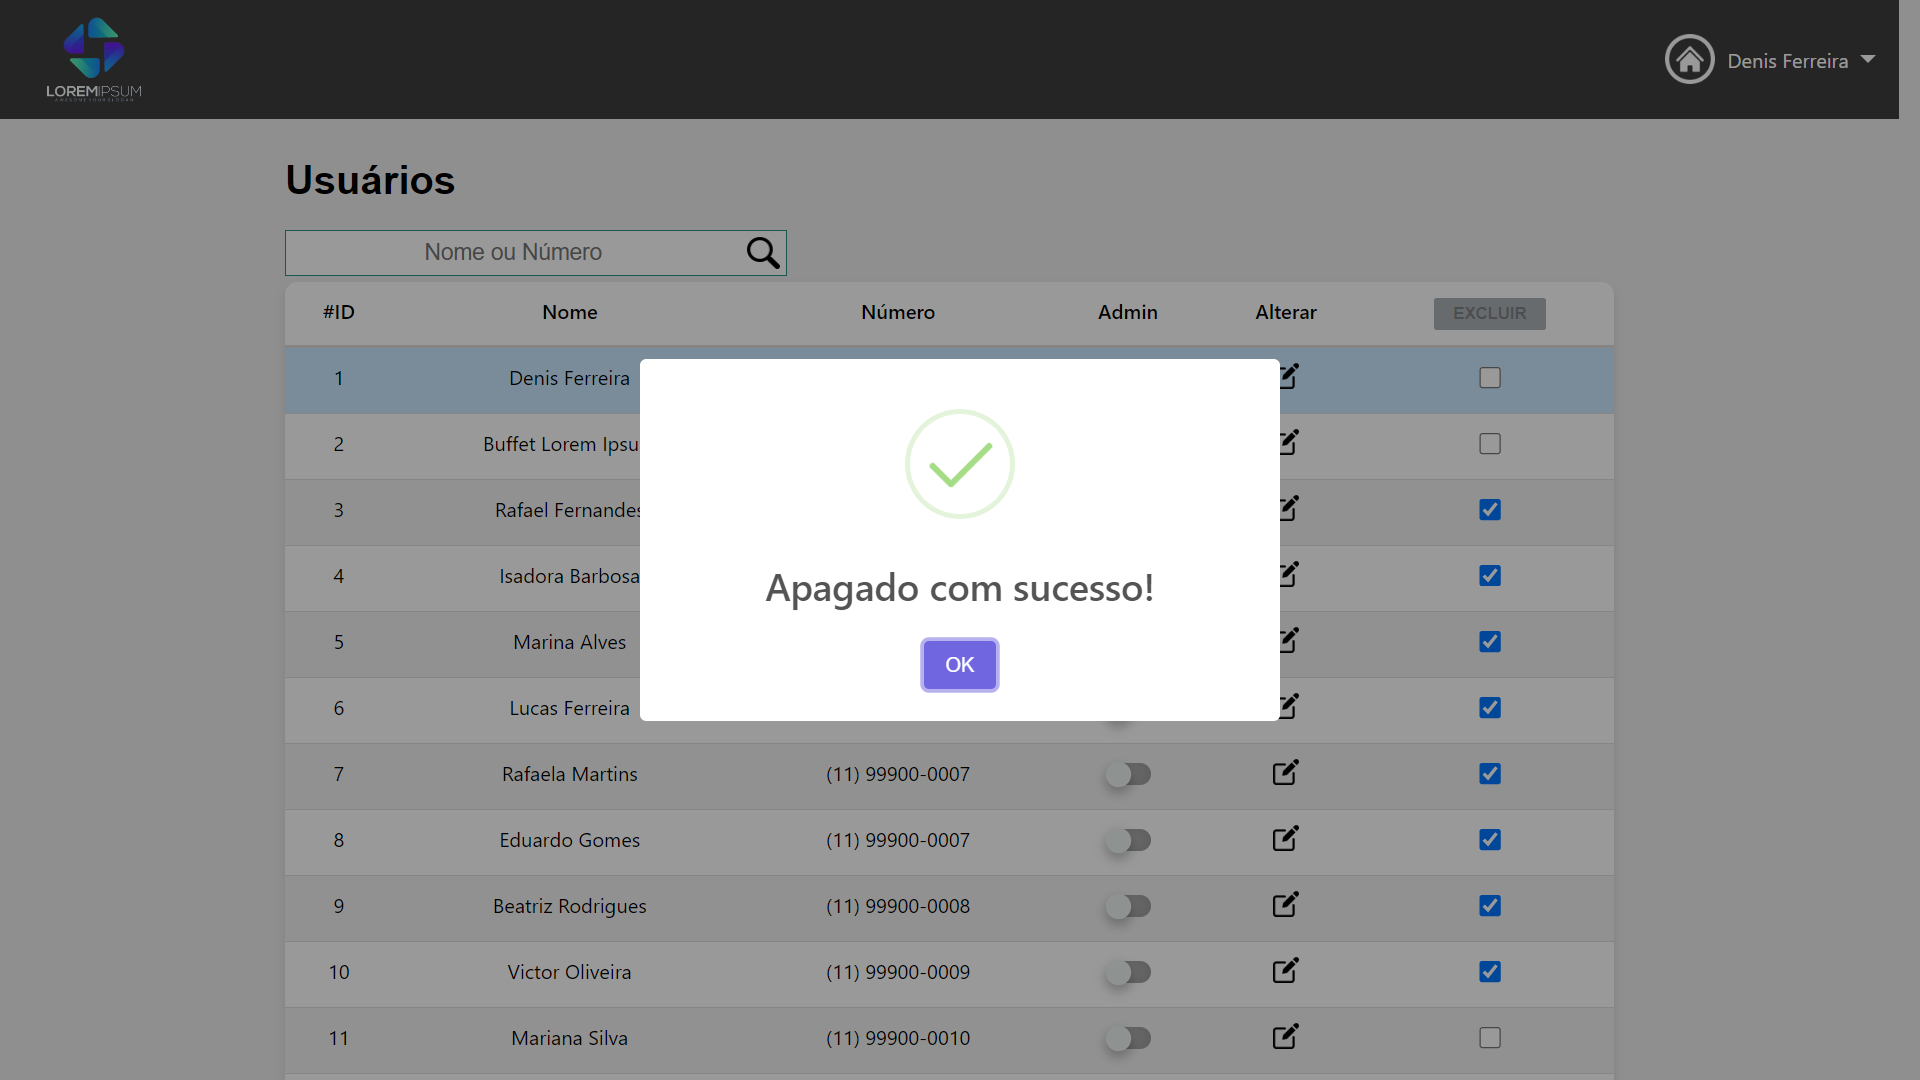 LOREMIPSUM
Denis Ferreira
Usuários
Nome ou Número
#ID Nome Número Admin Alterar EXCLUIR
1 Denis Ferreira
2 Buffet Lorem Ipsu
3 Rafael Fernandes
4 Isadora Barbosa
5 Marina Alves
6 Lucas Ferreira
Apagado com sucesso!
OK
7 Rafaela Martins (11) 99900-0007
8 Eduardo Gomes (11) 99900-0007
9 Beatriz Rodrigues (11) 99900-0008
10 Victor Oliveira (11) 99900-0009
11 Mariana Silva (11) 99900-0010